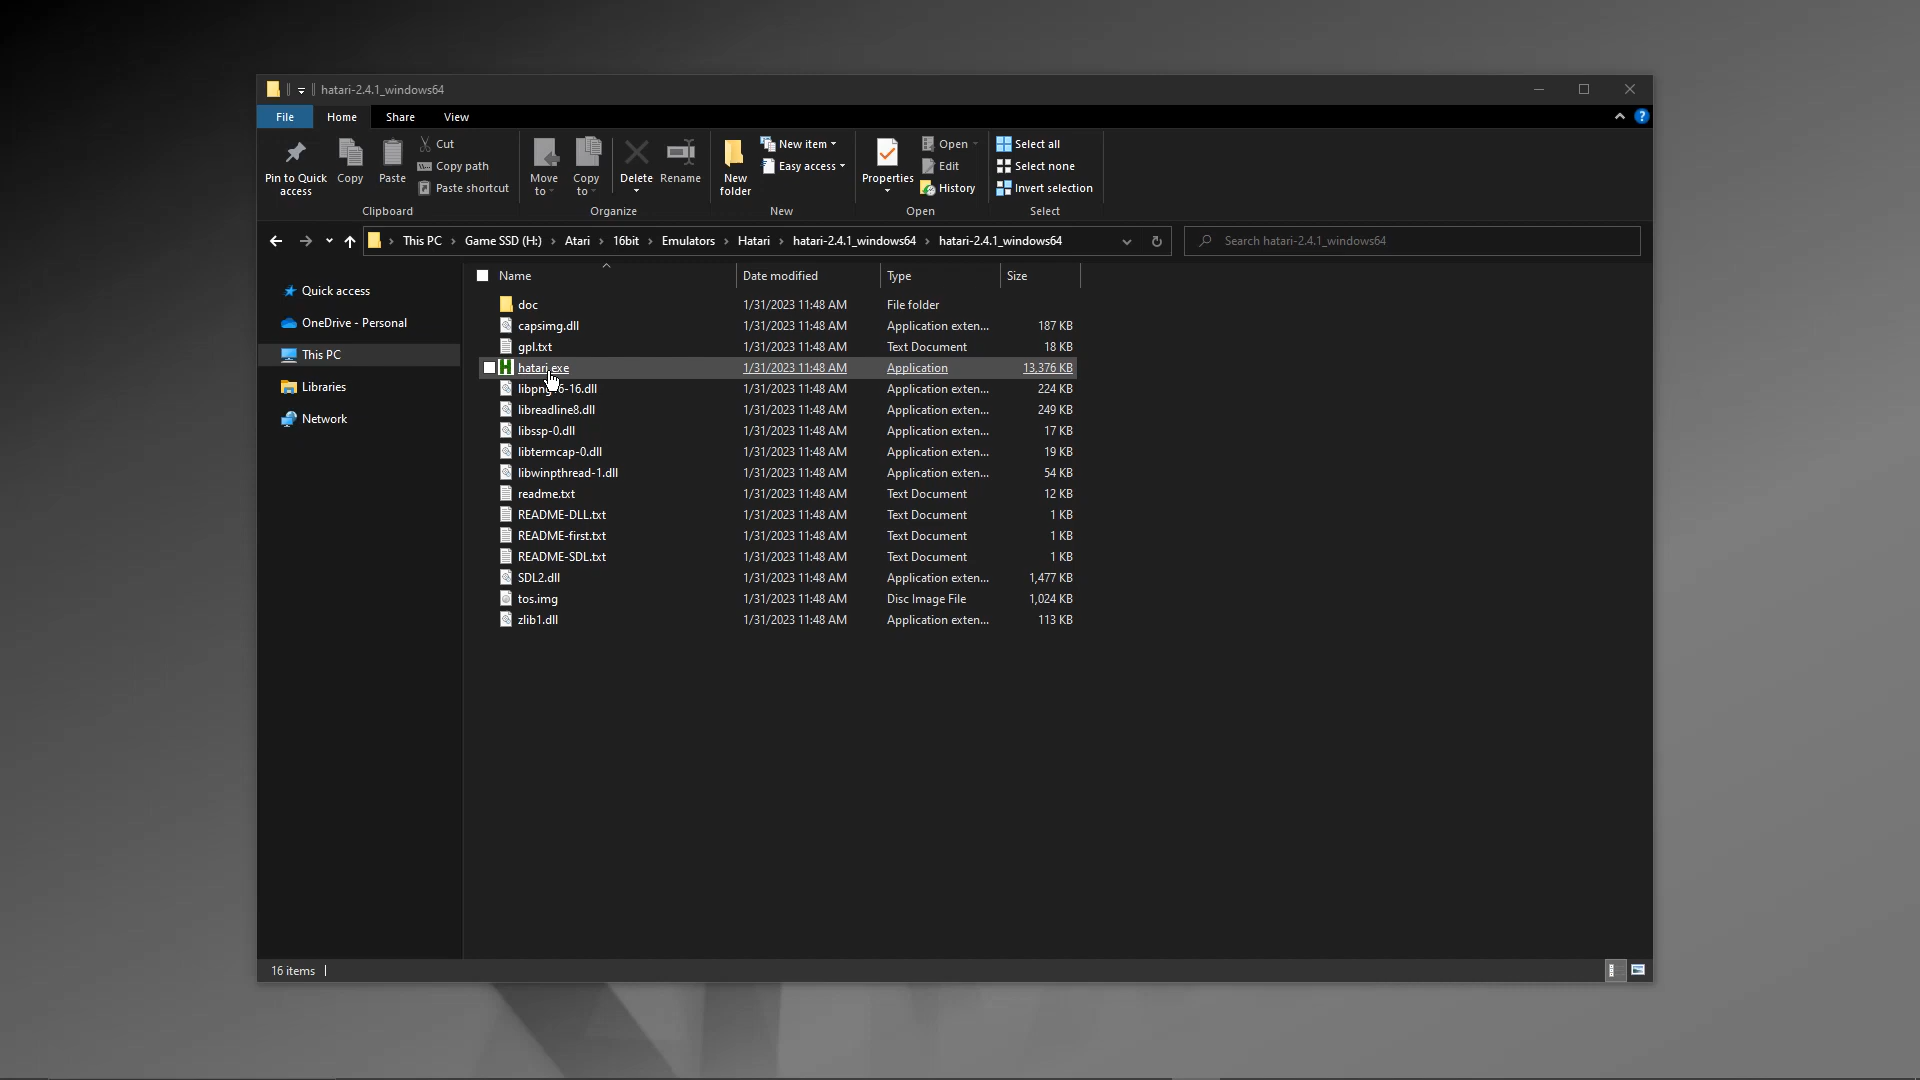 hatari-2.4.1_windows64
File Home Share View
Pin to Quick access
Copy
Paste
Cut
Copy path
Paste shortcut
Move to
Copy to
Delete
Rename
New folder
New item
Easy access
Properties
Open
Edit
History
Select all
Select none
Invert selection
Clipboard Organize New Open Select
This PC > Game SSD (H:) > Atari > 16bit > Emulators > Hatari > hatari-2.4.1_windows64 > hatari-2.4.1_windows64
Search hatari-2.4.1_windows64
Quick access
OneDrive - Personal
This PC
Libraries
Network
Name Date modified Type Size
doc 1/31/2023 11:48 AM File folder
capsimg.dll 1/31/2023 11:48 AM Application exten... 187 KB
gpl.txt 1/31/2023 11:48 AM Text Document 18 KB
hatari.exe 1/31/2023 11:48 AM Application 13,376 KB
libpng16-16.dll 1/31/2023 11:48 AM Application exten... 224 KB
libreadline8.dll 1/31/2023 11:48 AM Application exten... 249 KB
libssp-0.dll 1/31/2023 11:48 AM Application exten... 17 KB
libtermcap-0.dll 1/31/2023 11:48 AM Application exten... 19 KB
libwinpthread-1.dll 1/31/2023 11:48 AM Application exten... 54 KB
readme.txt 1/31/2023 11:48 AM Text Document 12 KB
README-DLL.txt 1/31/2023 11:48 AM Text Document 1 KB
README-first.txt 1/31/2023 11:48 AM Text Document 1 KB
README-SDL.txt 1/31/2023 11:48 AM Text Document 1 KB
SDL2.dll 1/31/2023 11:48 AM Application exten... 1,477 KB
tos.img 1/31/2023 11:48 AM Disc Image File 1,024 KB
zlib1.dll 1/31/2023 11:48 AM Application exten... 113 KB
16 items